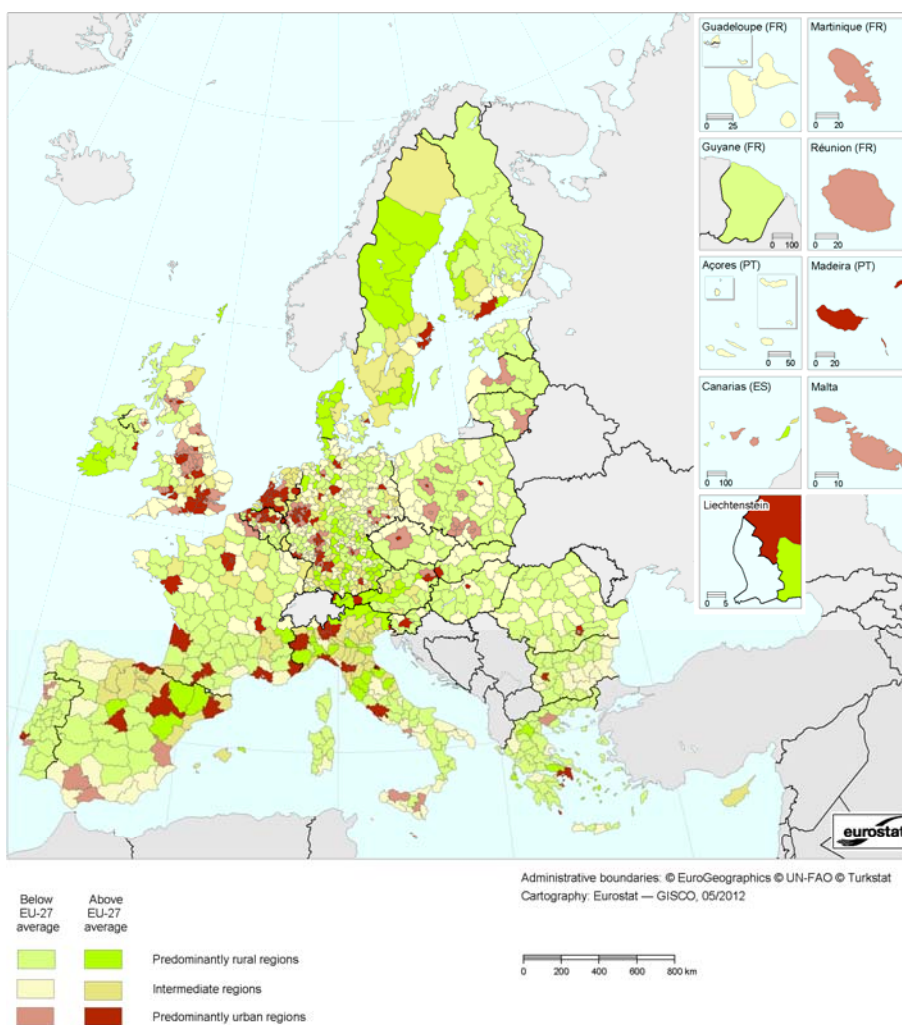 Guadeloupe (FR)
0 25
Martinique (FR)
0 20
Guyane (FR)
0 100
Réunion (FR)
0 20
Açores (PT)
0 50
Madeira (PT)
0 20
Canarias (ES)
0 100
Malta
0 10
Liechtenstein
0 5
eurostat
Administrative boundaries: © EuroGeographics © UN-FAO © Turkstat
Cartography: Eurostat — GISCO, 05/2012
Below EU-27 average
Above EU-27 average
Predominantly rural regions
Intermediate regions
Predominantly urban regions
0 200 400 600 800 km